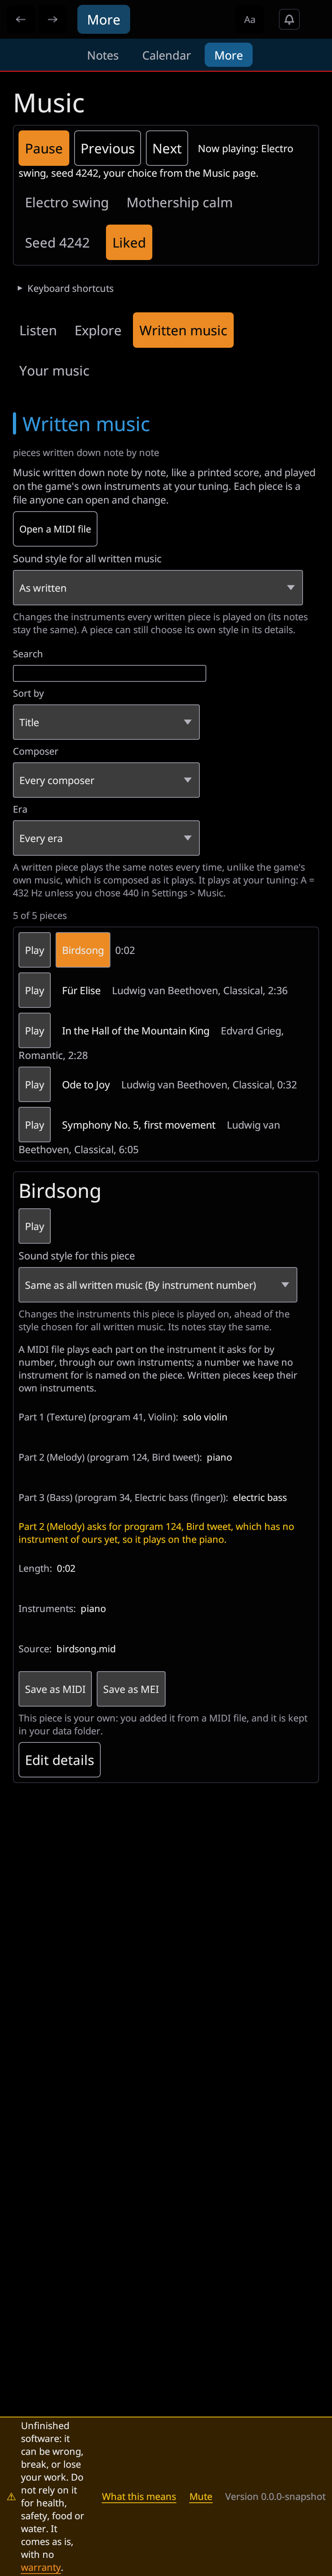 More
Aa
Notes
Calendar
More
Music
Pause
Previous
Next
Now playing: Electro
swing, seed 4242, your choice from the Music page.
Electro swing
Mothership calm
Seed 4242
Liked
Keyboard shortcuts
Listen
Explore
Written music
Your music
Written music
pieces written down note by note
Music written down note by note, like a printed score, and played
on the game's own instruments at your tuning. Each piece is a
file anyone can open and change.
Open a MIDI file
Sound style for all written music
As written
Changes the instruments every written piece is played on (its notes
stay the same). A piece can still choose its own style in its details.
Search
Sort by
Title
Composer
Every composer
Era
Every era
A written piece plays the same notes every time, unlike the game's
own music, which is composed as it plays. It plays at your tuning: A =
432 Hz unless you chose 440 in Settings > Music.
5 of 5 pieces
Play Birdsong 0:02
Play Für Elise Ludwig van Beethoven, Classical, 2:36
Play In the Hall of the Mountain King Edvard Grieg,
Romantic, 2:28
Play Ode to Joy Ludwig van Beethoven, Classical, 0:32
Play Symphony No. 5, first movement Ludwig van
Beethoven, Classical, 6:05
Birdsong
Play
Sound style for this piece
Same as all written music (By instrument number)
Changes the instruments this piece is played on, ahead of the
style chosen for all written music. Its notes stay the same.
A MIDI file plays each part on the instrument it asks for by
number, through our own instruments; a number we have no
instrument for is named on the piece. Written pieces keep their
own instruments.
Part 1 (Texture) (program 41, Violin): solo violin
Part 2 (Melody) (program 124, Bird tweet): piano
Part 3 (Bass) (program 34, Electric bass (finger)): electric bass
Part 2 (Melody) asks for program 124, Bird tweet, which has no
instrument of ours yet, so it plays on the piano.
Length: 0:02
Instruments: piano
Source: birdsong.mid
Save as MIDI
Save as MEI
This piece is your own: you added it from a MIDI file, and it is kept
in your data folder.
Edit details
Unfinished
software: it
can be wrong,
break, or lose
your work. Do
not rely on it
for health,
safety, food or
water. It
comes as is,
with no
warranty.
What this means
Mute
Version 0.0.0-snapshot